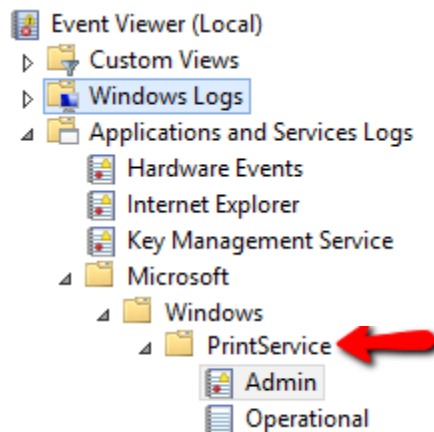 Event Viewer (Local)
Custom Views
Windows Logs
Applications and Services Logs
Hardware Events
Internet Explorer
Key Management Service
Microsoft
Windows
PrintService
Admin
Operational